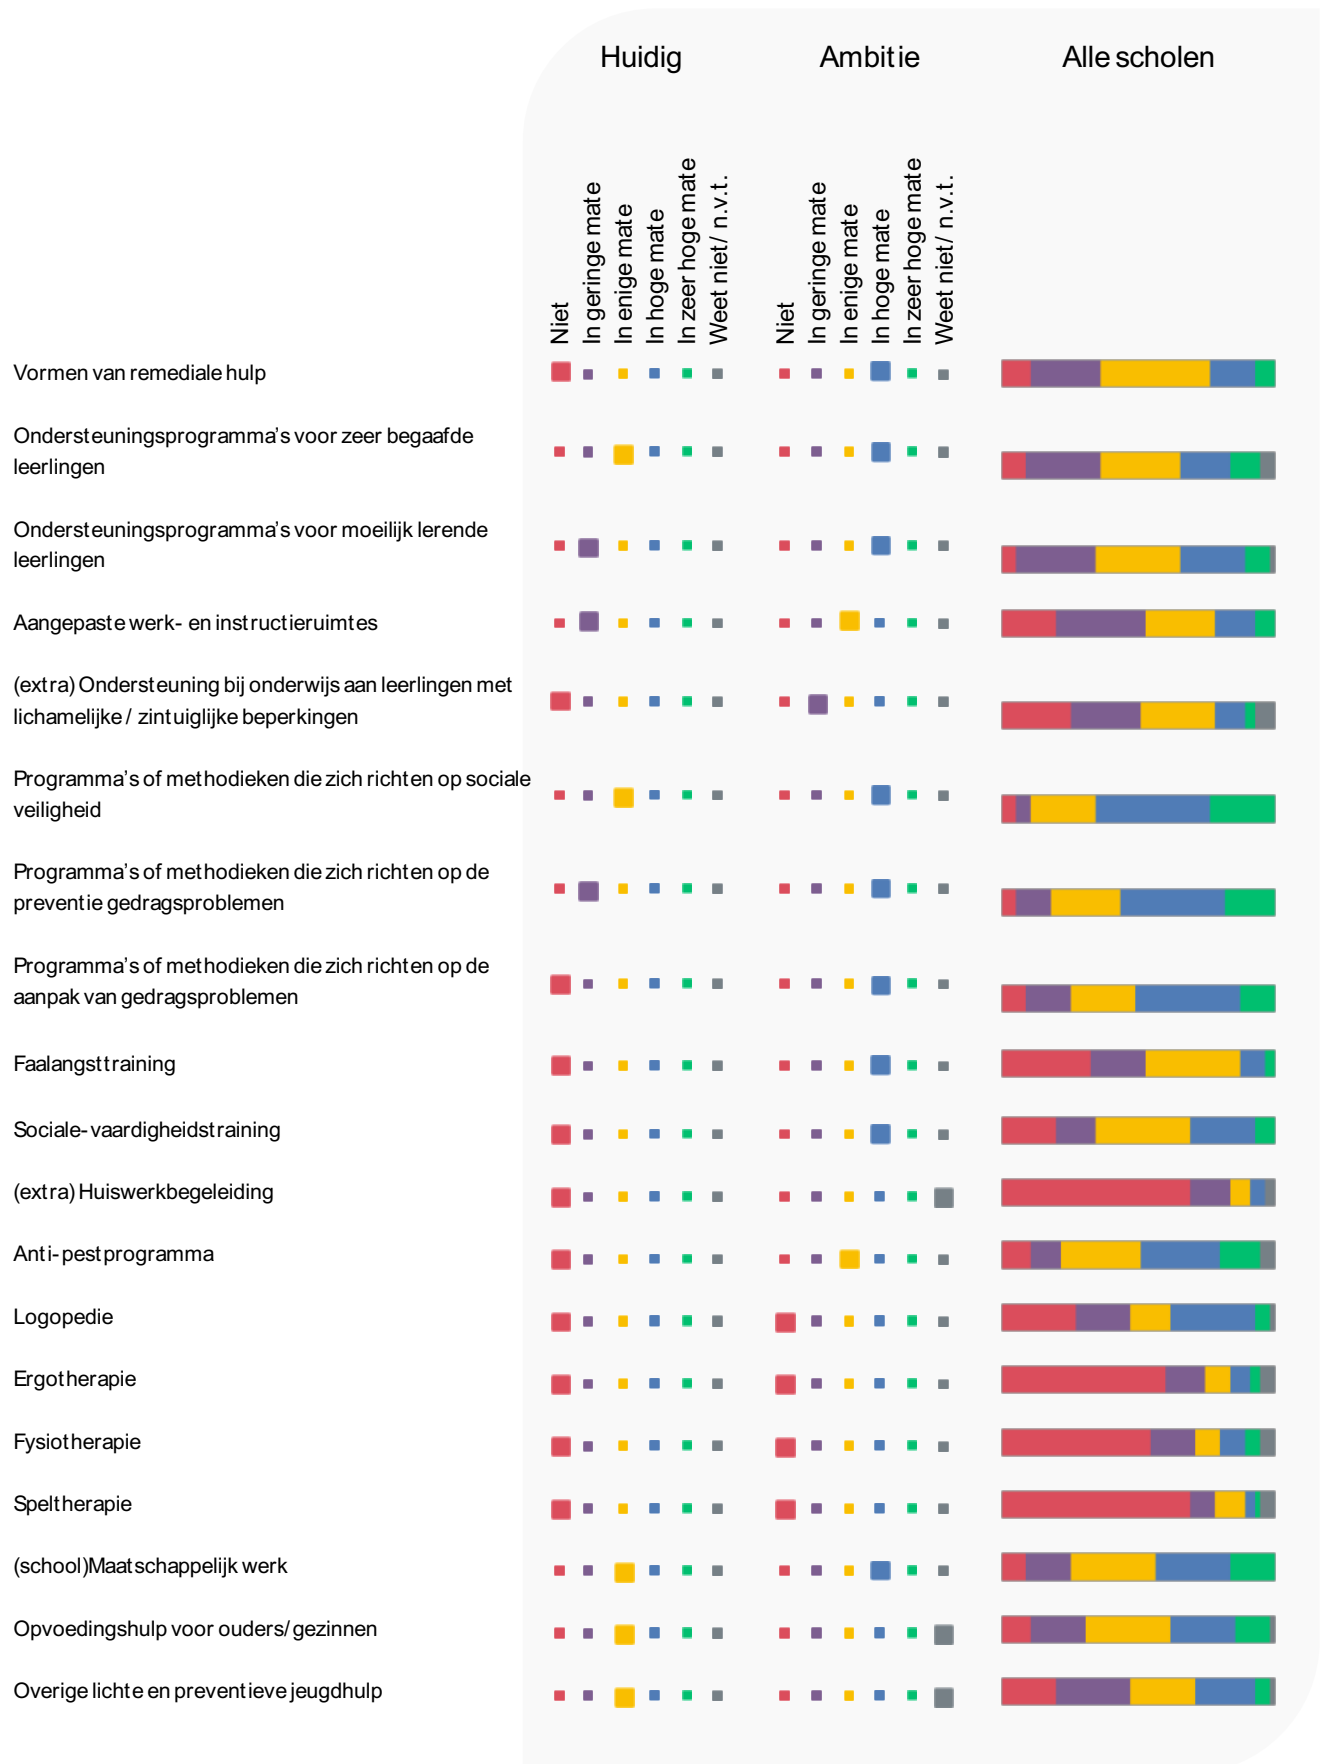 Huidig
Ambitie
Alle scholen
Niet
In geringe mate
In enige mate
In hoge mate
In zeer hoge mate
Weet niet/ n.v.t.
Niet
In geringe mate
In enige mate
In hoge mate
In zeer hoge mate
Weet niet/ n.v.t.
Vormen van remediale hulp
Ondersteuningsprogramma's voor zeer begaafde
leerlingen
Ondersteuningsprogramma's voor moeilijk lerende
leerlingen
Aangepaste werk- en instructieruimtes
(extra) Ondersteuning bij onderwijs aan leerlingen met
lichamelijke / zintuiglijke beperkingen
Programma's of methodieken die zich richten op sociale
veiligheid
Programma's of methodieken die zich richten op de
preventie gedragsproblemen
Programma's of methodieken die zich richten op de
aanpak van gedragsproblemen
Faalangsttraining
Sociale-vaardigheidstraining
(extra) Huiswerkbegeleiding
Anti-pestprogramma
Logopedie
Ergotherapie
Fysiotherapie
Speltherapie
(school)Maatschappelijk werk
Opvoedingshulp voor ouders/gezinnen
Overige lichte en preventieve jeugdhulp